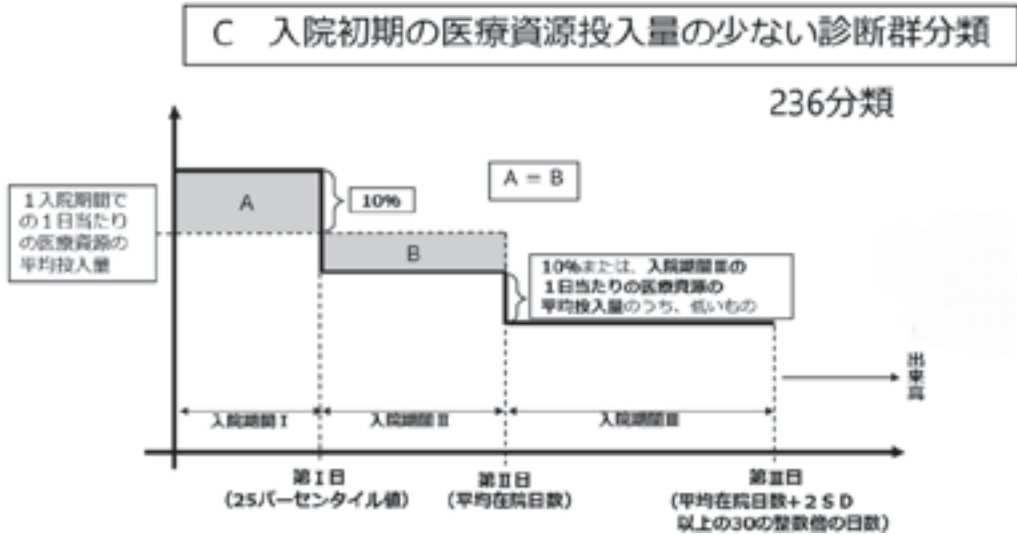 C 入院初期の医療資源投入量の少ない診断群分類
236分類
A = B
A
10%
1入院期間で
の1日当たり
の医療資源の
平均投入量
B
10%または、入院期間Ⅲの
1日当たりの医療資源の
平均投入量のうち、低いもの
出来高
入院期間Ⅰ
入院期間Ⅱ
入院期間Ⅲ
第Ⅰ日
(25パーセンタイル値)
第Ⅱ日
(平均在院日数)
第Ⅲ日
(平均在院日数+2SD
以上の30の整数倍の日数)